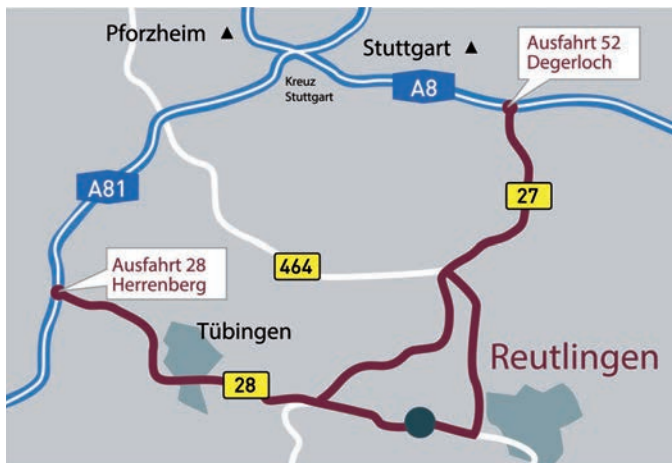 Pforzheim
Stuttgart
Ausfahrt 52
Degerloch
Kreuz
Stuttgart
A8
A81
27
464
Ausfahrt 28
Herrenberg
Tübingen
Reutlingen
28